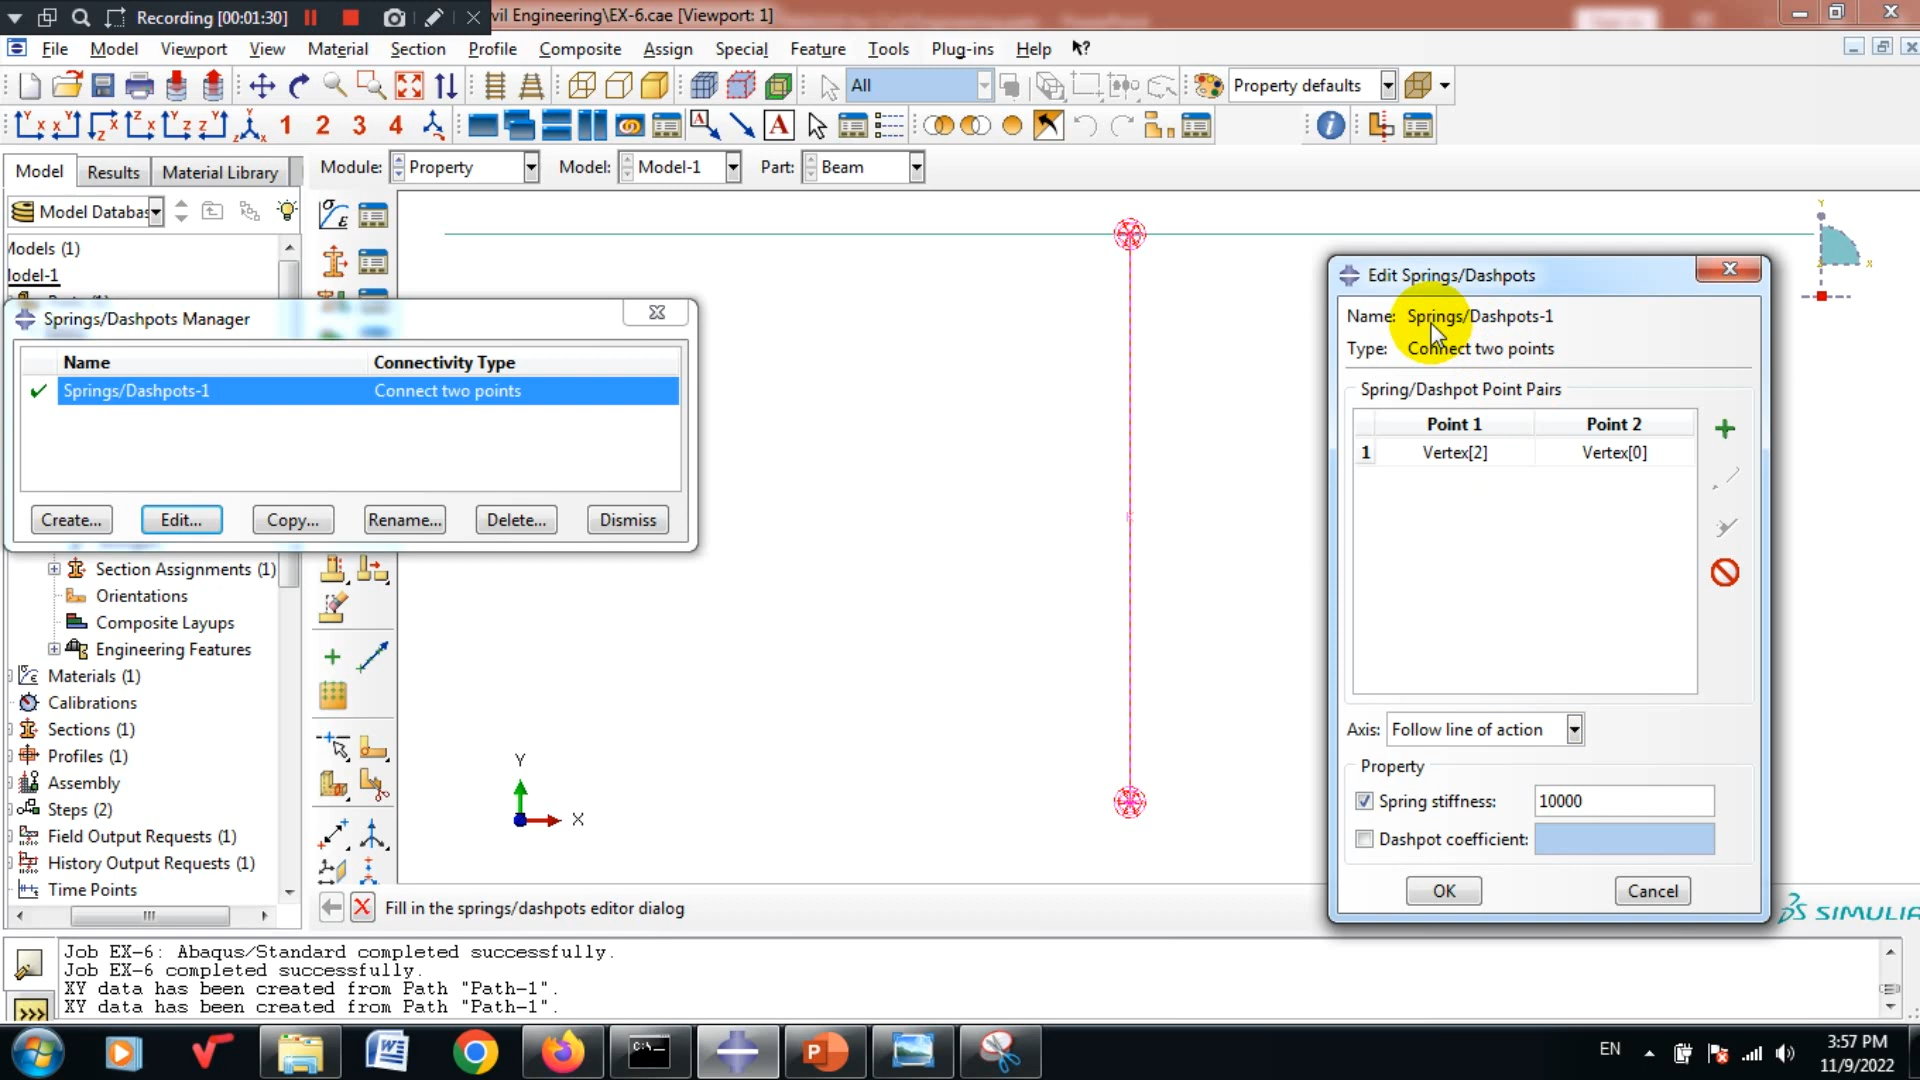 Recording [00:01:30]
vil Engineering\EX-6.cae [Viewport: 1]
File Model Viewport View Material Section Profile Composite Assign Special Feature Tools Plug-ins Help
All
Property defaults
1 2 3 4
A
A
Model Results Material Library
Module: Property Model: Model-1 Part: Beam
Model Databas
Models (1)
lodel-1
Springs/Dashpots Manager
Name Connectivity Type
Springs/Dashpots-1 Connect two points
Create... Edit... Copy... Rename... Delete... Dismiss
Section Assignments (1)
Orientations
Composite Layups
Engineering Features
Materials (1)
Calibrations
Sections (1)
Profiles (1)
Assembly
Steps (2)
Field Output Requests (1)
History Output Requests (1)
Time Points
Y
X
Y
X
Edit Springs/Dashpots
Name: Springs/Dashpots-1
Type: Connect two points
Spring/Dashpot Point Pairs
Point 1 Point 2
1 Vertex[2] Vertex[0]
Axis: Follow line of action
Property
Spring stiffness: 10000
Dashpot coefficient:
OK Cancel
Fill in the springs/dashpots editor dialog
SIMULIA
Job EX-6: Abaqus/Standard completed successfully.
Job EX-6 completed successfully.
XY data has been created from Path "Path-1".
XY data has been created from Path "Path-1".
EN
3:57 PM
11/9/2022